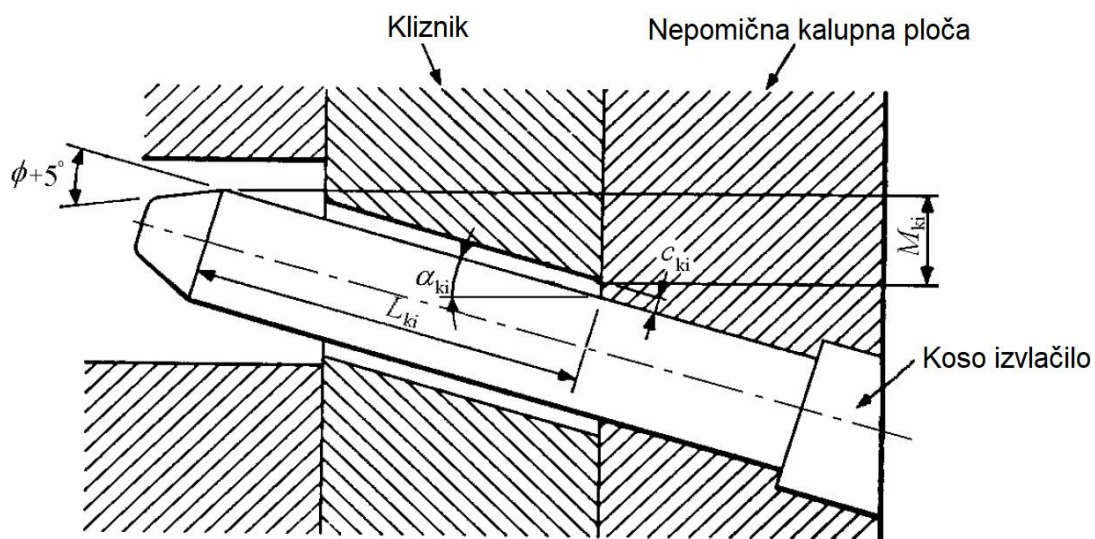 Kliznik
Nepomična kalupna ploča
ϕ+5°
M_ki
c_ki
α_ki
L_ki
Koso izvlačilo